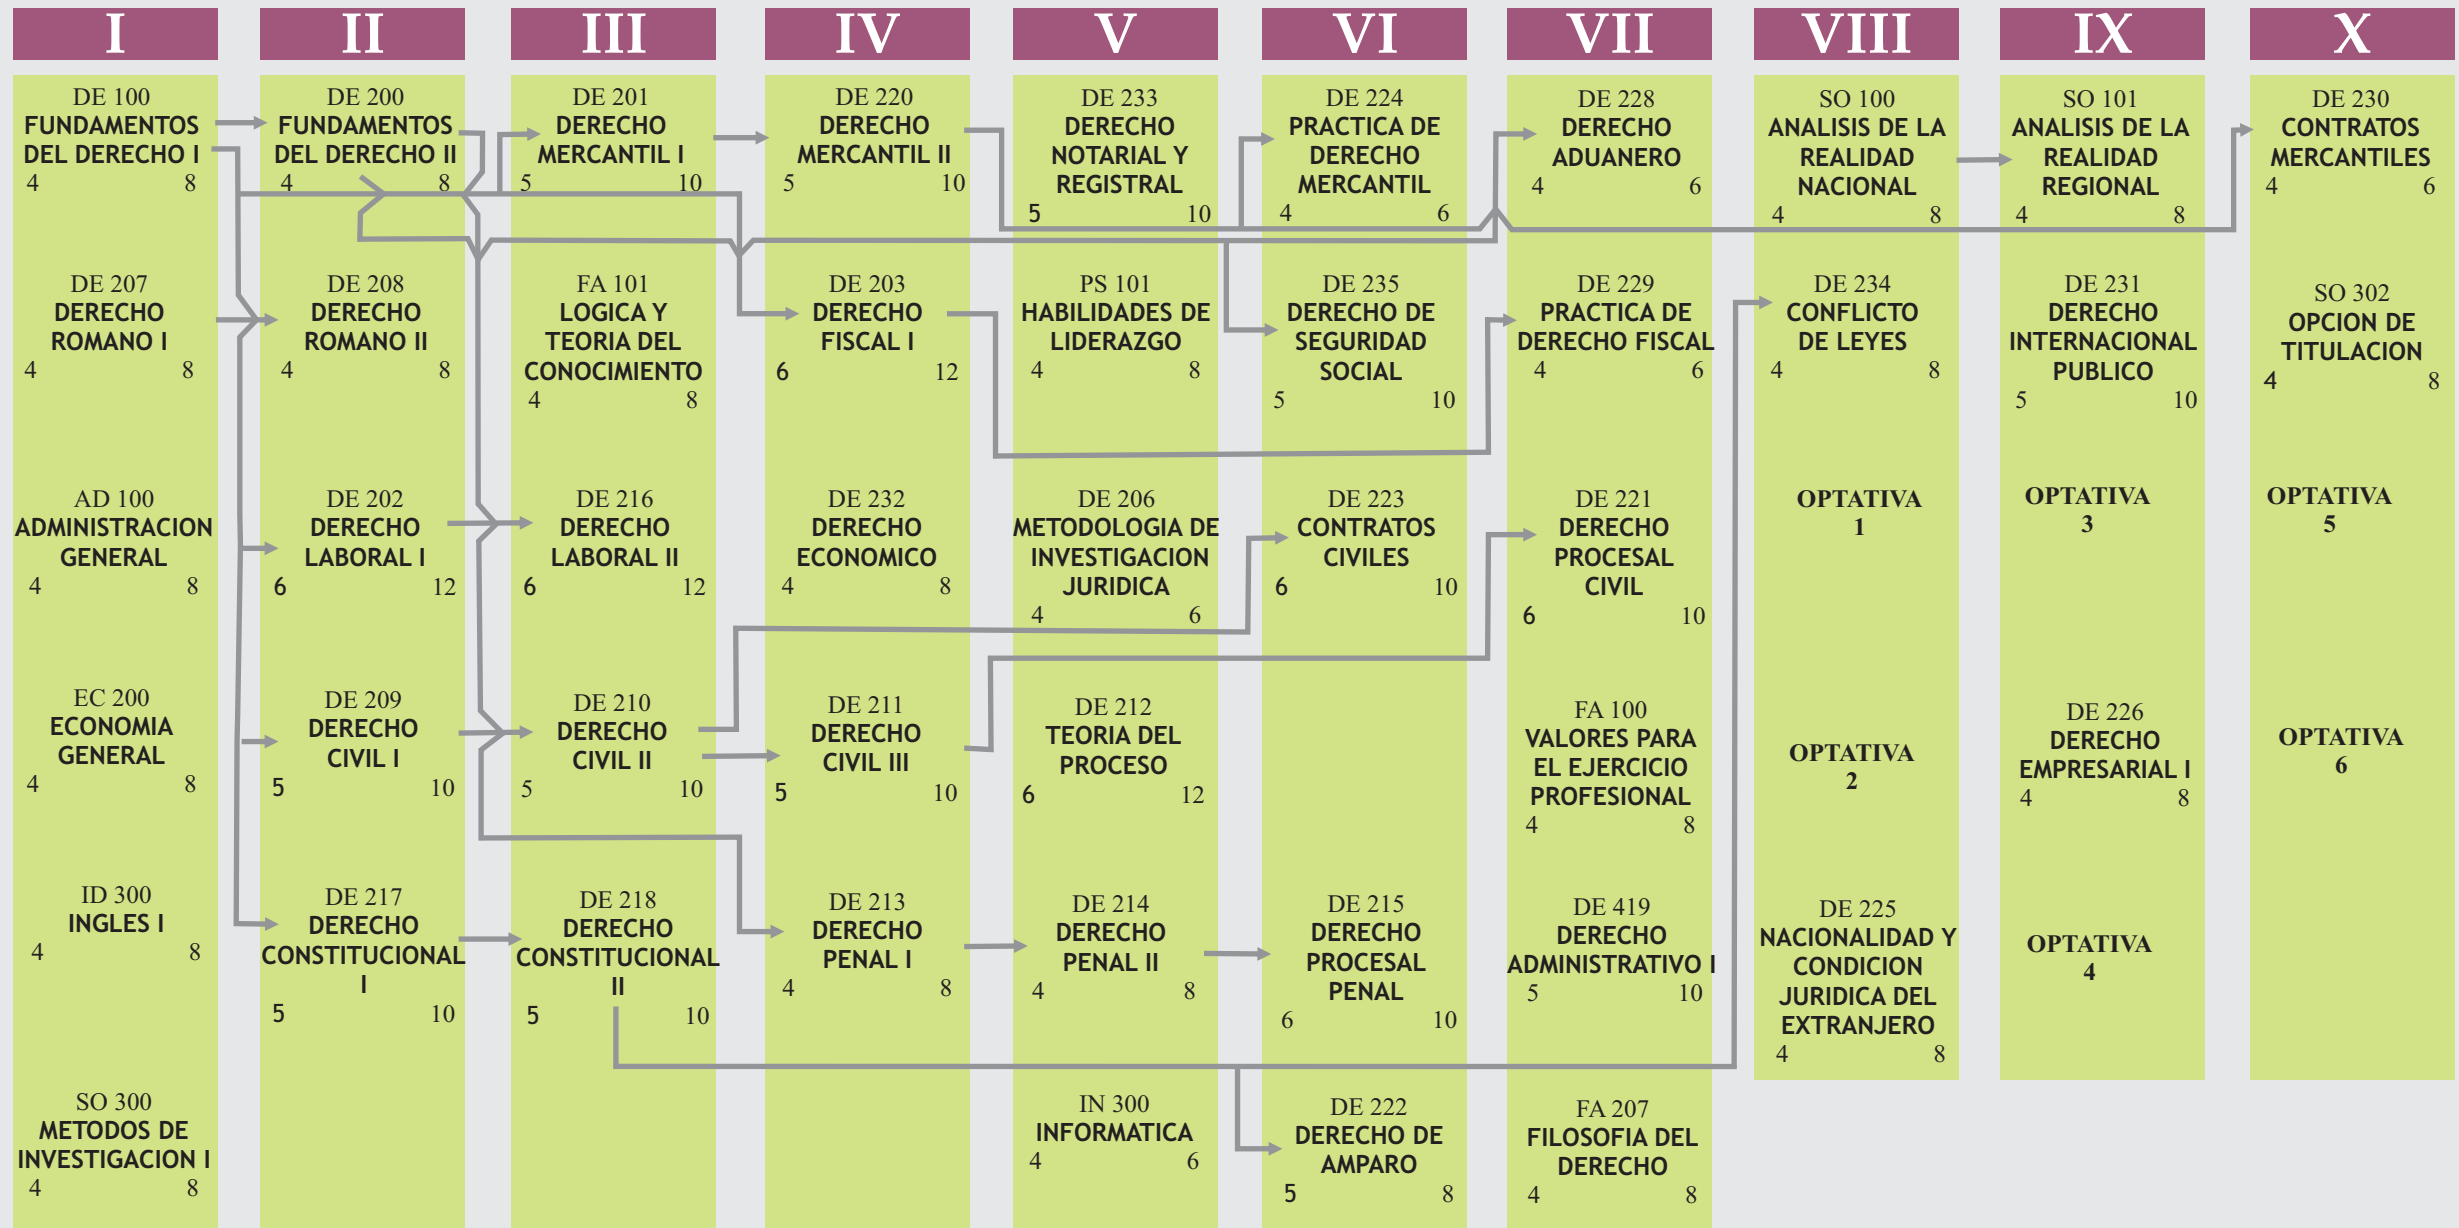 I
II
III
IV
V
VI
VII
VIII
IX
X
DE 100
FUNDAMENTOS
DEL DERECHO I
4 8
DE 207
DERECHO
ROMANO I
4 8
AD 100
ADMINISTRACION
GENERAL
4 8
EC 200
ECONOMIA
GENERAL
4 8
ID 300
INGLES I
4 8
SO 300
METODOS DE
INVESTIGACION I
4 8
DE 200
FUNDAMENTOS
DEL DERECHO II
4 8
DE 208
DERECHO
ROMANO II
4 8
DE 202
DERECHO
LABORAL I
6 12
DE 209
DERECHO
CIVIL I
5 10
DE 217
DERECHO
CONSTITUCIONAL
I
5 10
DE 201
DERECHO
MERCANTIL I
5 10
FA 101
LOGICA Y
TEORIA DEL
CONOCIMIENTO
4 8
DE 216
DERECHO
LABORAL II
6 12
DE 210
DERECHO
CIVIL II
5 10
DE 218
DERECHO
CONSTITUCIONAL
II
5 10
DE 220
DERECHO
MERCANTIL II
5 10
DE 203
DERECHO
FISCAL I
6 12
DE 232
DERECHO
ECONOMICO
4 8
DE 211
DERECHO
CIVIL III
5 10
DE 213
DERECHO
PENAL I
4 8
DE 233
DERECHO
NOTARIAL Y
REGISTRAL
5 10
PS 101
HABILIDADES DE
LIDERAZGO
4 8
DE 206
METODOLOGIA DE
INVESTIGACION
JURIDICA
4 6
DE 212
TEORIA DEL
PROCESO
6 12
DE 214
DERECHO
PENAL II
4 8
IN 300
INFORMATICA
4 6
DE 224
PRACTICA DE
DERECHO
MERCANTIL
4 6
DE 235
DERECHO DE
SEGURIDAD
SOCIAL
5 10
DE 223
CONTRATOS
CIVILES
6 10
DE 215
DERECHO
PROCESAL
PENAL
6 10
DE 222
DERECHO DE
AMPARO
5 8
DE 228
DERECHO
ADUANERO
4 6
DE 229
PRACTICA DE
DERECHO FISCAL
4 6
DE 221
DERECHO
PROCESAL
CIVIL
6 10
FA 100
VALORES PARA
EL EJERCICIO
PROFESIONAL
4 8
DE 419
DERECHO
ADMINISTRATIVO I
5 10
FA 207
FILOSOFIA DEL
DERECHO
4 8
SO 100
ANALISIS DE LA
REALIDAD
NACIONAL
4 8
DE 234
CONFLICTO
DE LEYES
4 8
OPTATIVA
1
OPTATIVA
2
DE 225
NACIONALIDAD Y
CONDICION
JURIDICA DEL
EXTRANJERO
4 8
SO 101
ANALISIS DE LA
REALIDAD
REGIONAL
4 8
DE 231
DERECHO
INTERNACIONAL
PUBLICO
5 10
OPTATIVA
3
DE 226
DERECHO
EMPRESARIAL I
4 8
OPTATIVA
4
DE 230
CONTRATOS
MERCANTILES
4 6
SO 302
OPCION DE
TITULACION
4 8
OPTATIVA
5
OPTATIVA
6